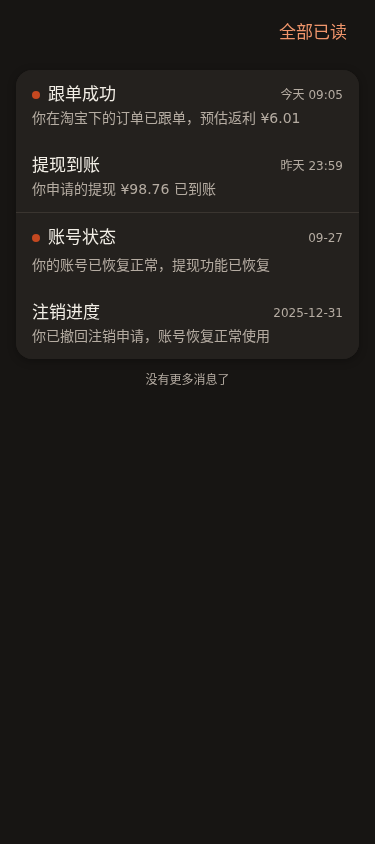 全部已读
跟单成功 今天 09:05
你在淘宝下的订单已跟单，预估返利 ¥6.01
提现到账 昨天 23:59
你申请的提现 ¥98.76 已到账
账号状态 09-27
你的账号已恢复正常，提现功能已恢复
注销进度 2025-12-31
你已撤回注销申请，账号恢复正常使用
没有更多消息了